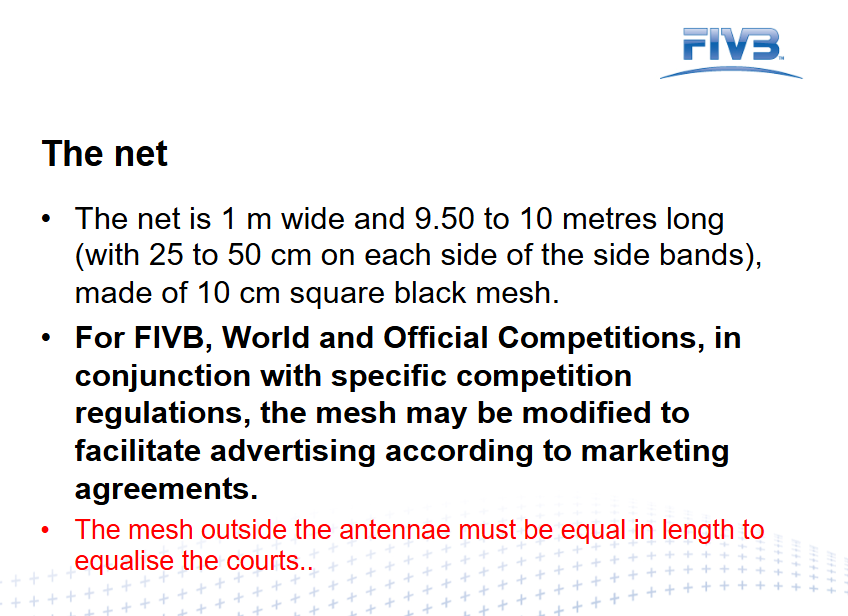 FIVB™
The net
• The net is 1 m wide and 9.50 to 10 metres long
(with 25 to 50 cm on each side of the side bands),
made of 10 cm square black mesh.
• For FIVB, World and Official Competitions, in
conjunction with specific competition
regulations, the mesh may be modified to
facilitate advertising according to marketing
agreements.
• The mesh outside the antennae must be equal in length to
equalise the courts..